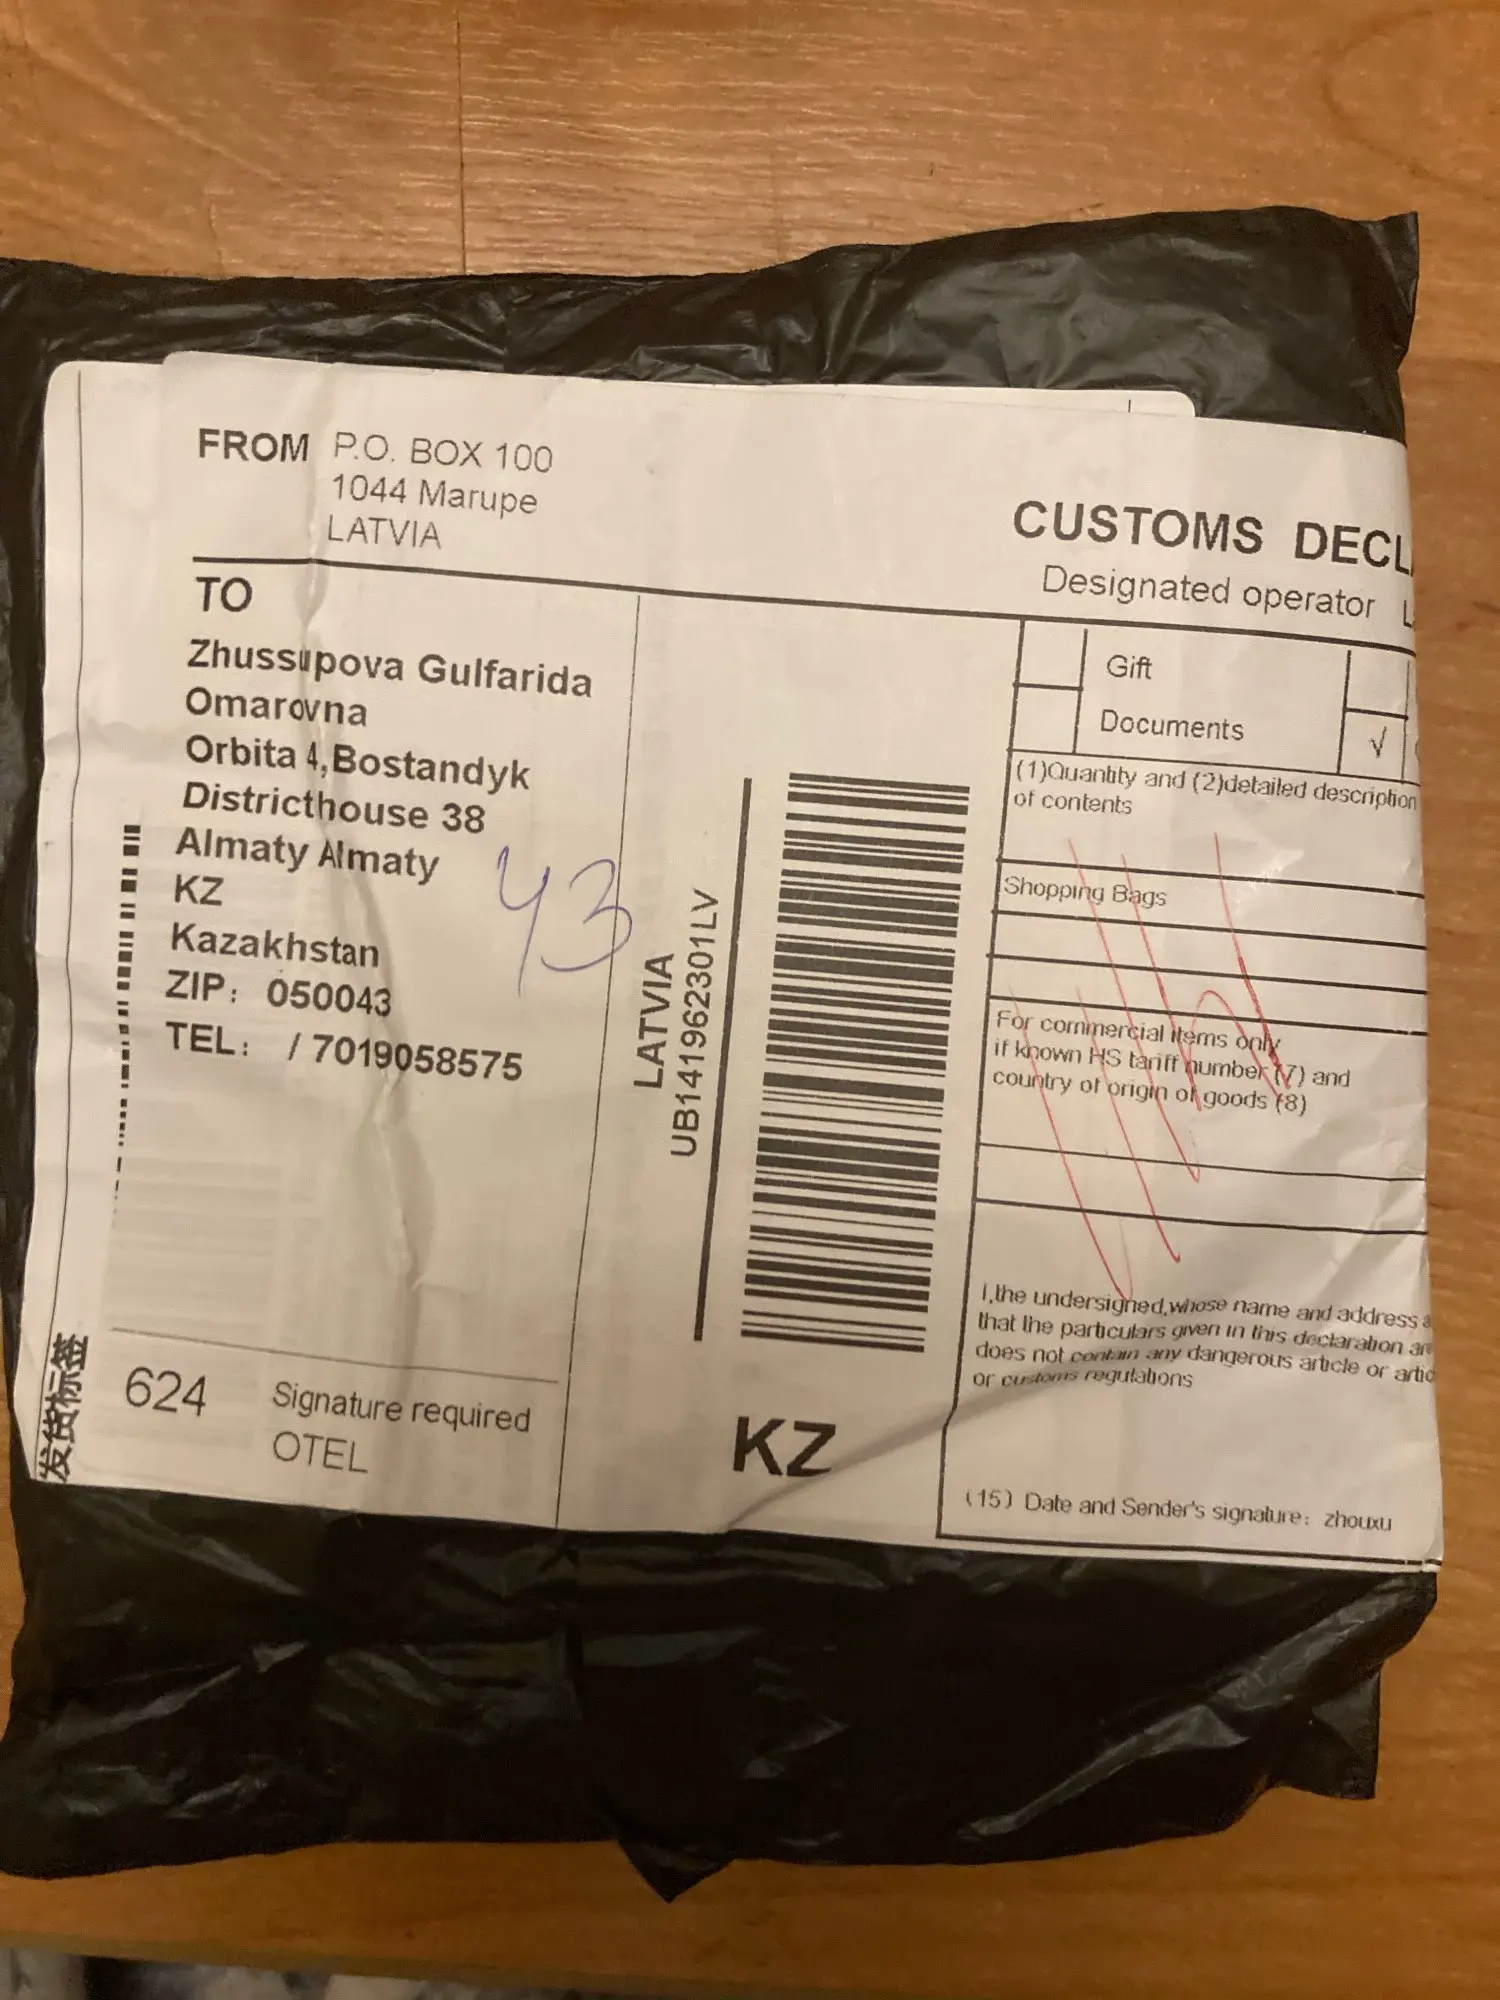 FROM P.O. BOX 100
1044 Marupe
LATVIA
CUSTOMS DECL
Designated operator
TO
Zhussupova Gulfarida
Omarovna
Orbita 4,Bostandyk
Districthouse 38
Almaty Almaty
KZ
Kazakhstan
ZIP: 050043
TEL: / 7019058575
43
624
Signature required
OTEL
发货标签
LATVIA
UB141962301LV
KZ
Gift
Documents
√
(1)Quantity and (2)detailed description
of contents
Shopping Bags
For commercial items only
if known HS tariff number (7) and
country of origin of goods (8)
I,the undersigned,whose name and address
that the particulars given in this declaration
does not contain any dangerous article or
or customs regulations
(15) Date and Sender's signature: zhouxu